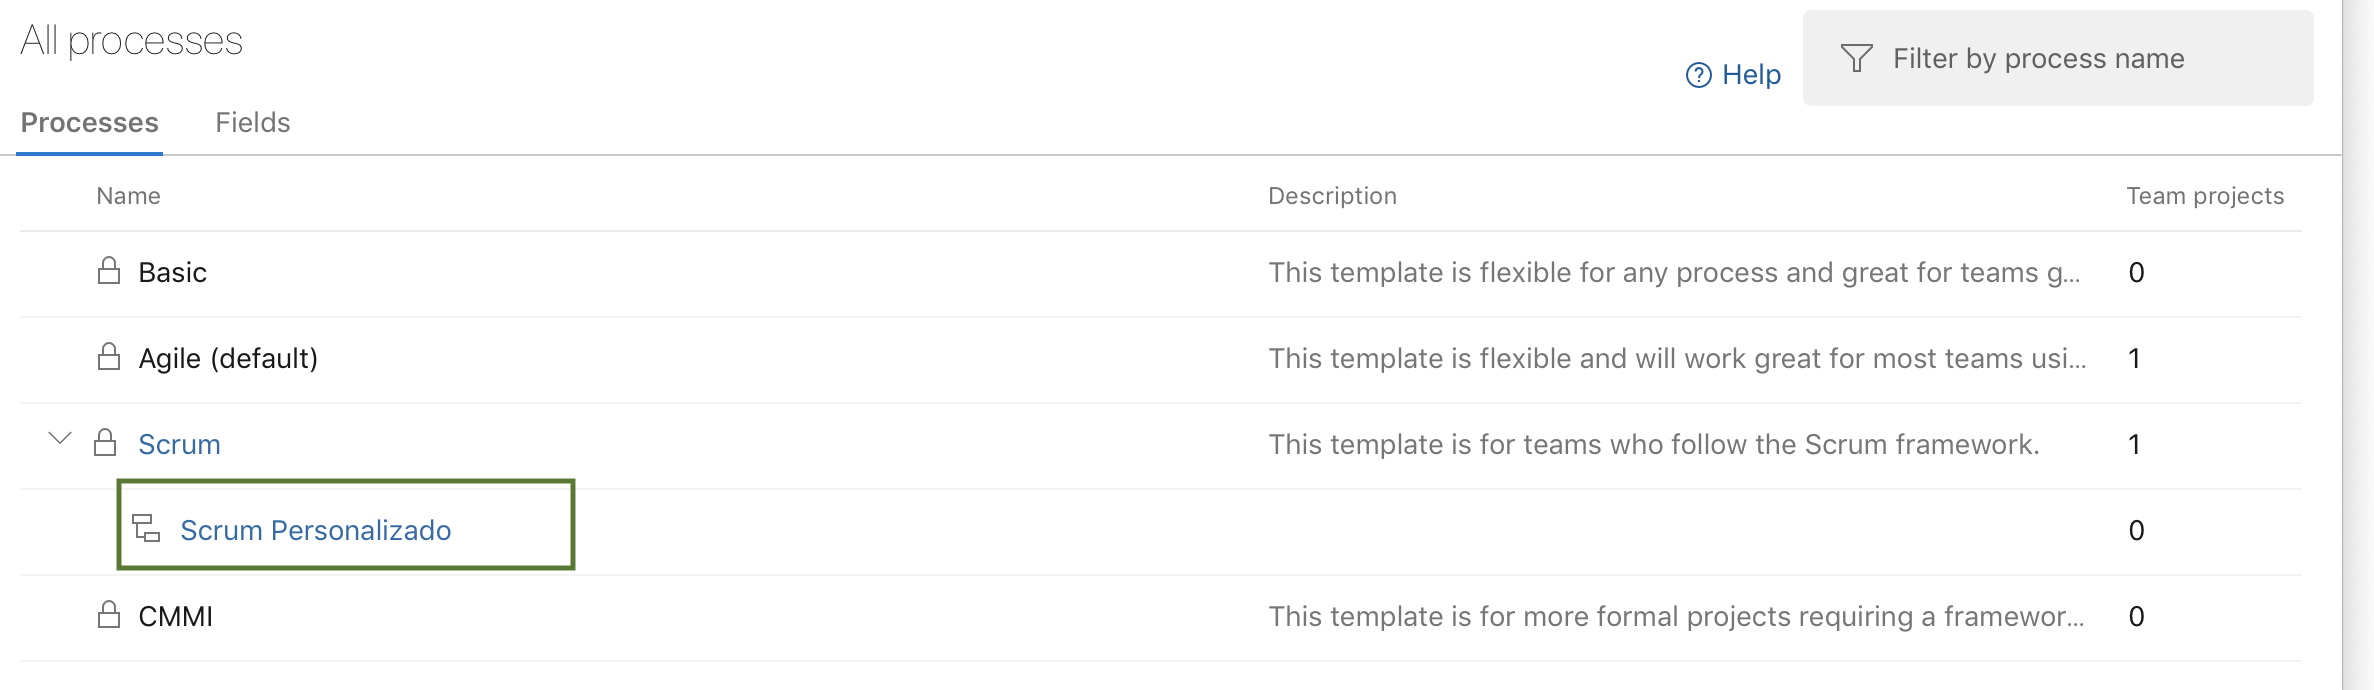 All processes
Help
Filter by process name
Processes Fields
Name Description Team projects
Basic This template is flexible for any process and great for teams g... 0
Agile (default) This template is flexible and will work great for most teams usi... 1
Scrum This template is for teams who follow the Scrum framework. 1
Scrum Personalizado 0
CMMI This template is for more formal projects requiring a framewor... 0